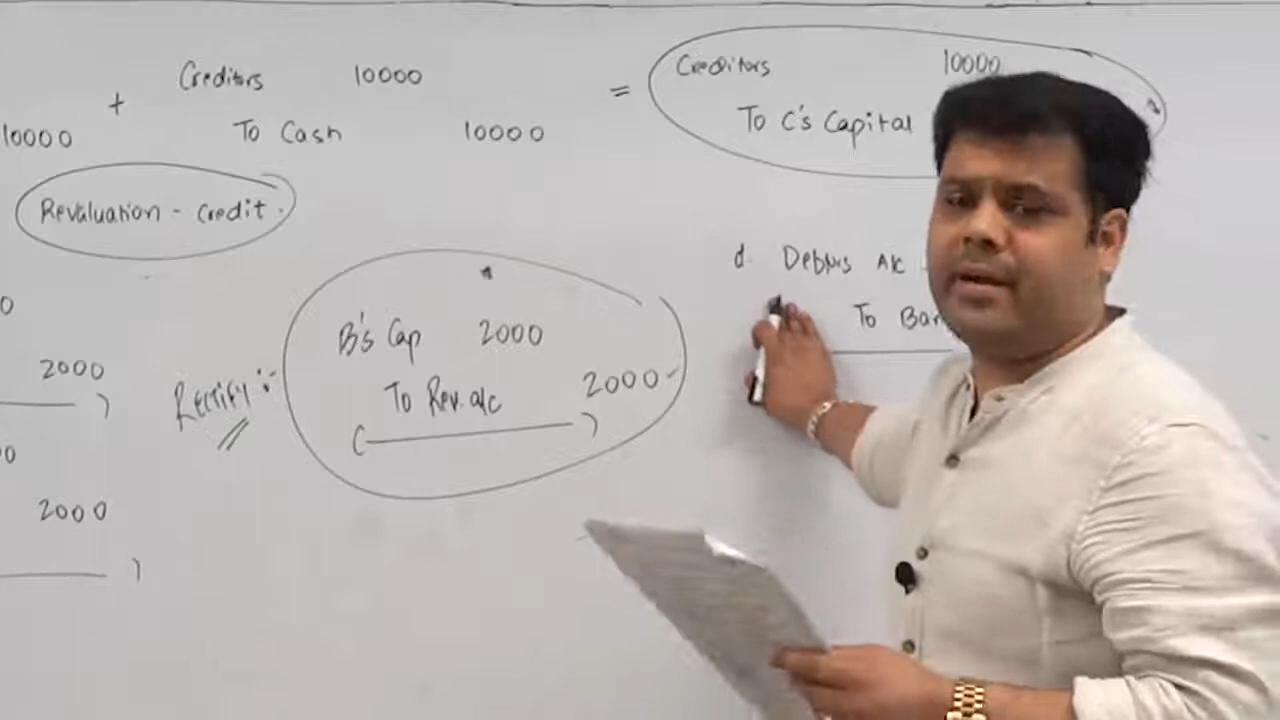 + Creditors 10000 = Creditors 10000
10000 To Cash 10000 To C's Capital
Revaluation - credit.
d. Debtors A/c
To Ban
0
B's Cap 2000
2000 )
Rectify :-
To Rev. a/c 2000
( )
0
2000
)